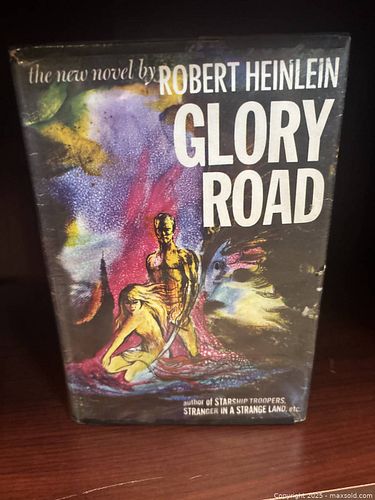 the new novel by ROBERT HEINLEIN
GLORY
ROAD
author of STARSHIP TROOPERS,
STRANGER IN A STRANGE LAND, etc.
Copyright 2025 - maxsold.com